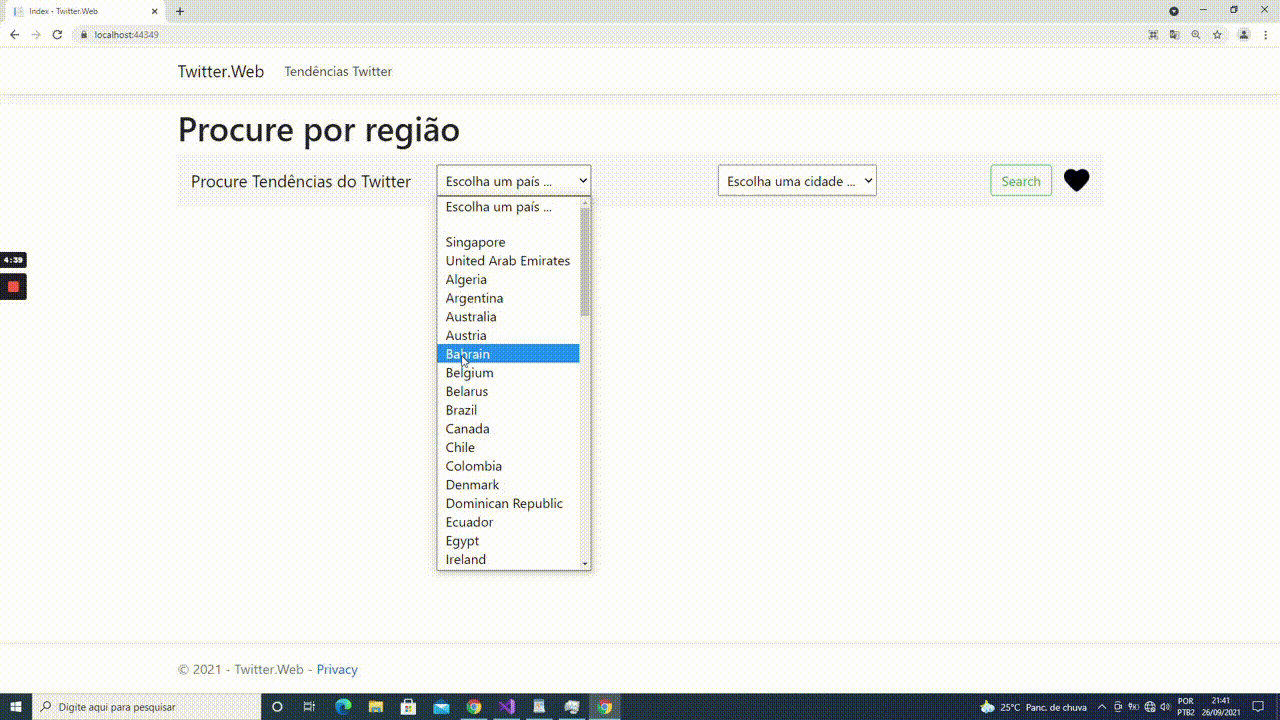 Index - Twitter.Web
localhost:44349
Twitter.Web Tendências Twitter
Procure por região
Procure Tendências do Twitter Escolha um país ... Escolha uma cidade ... Search
Escolha um país ...
Singapore
United Arab Emirates
Algeria
Argentina
Australia
Austria
Bahrain
Belgium
Belarus
Brazil
Canada
Chile
Colombia
Denmark
Dominican Republic
Ecuador
Egypt
Ireland
4:39
© 2021 - Twitter.Web - Privacy
Digite aqui para pesquisar
25°C Panc. de chuva
POR
PTB2
21:41
26/09/2021